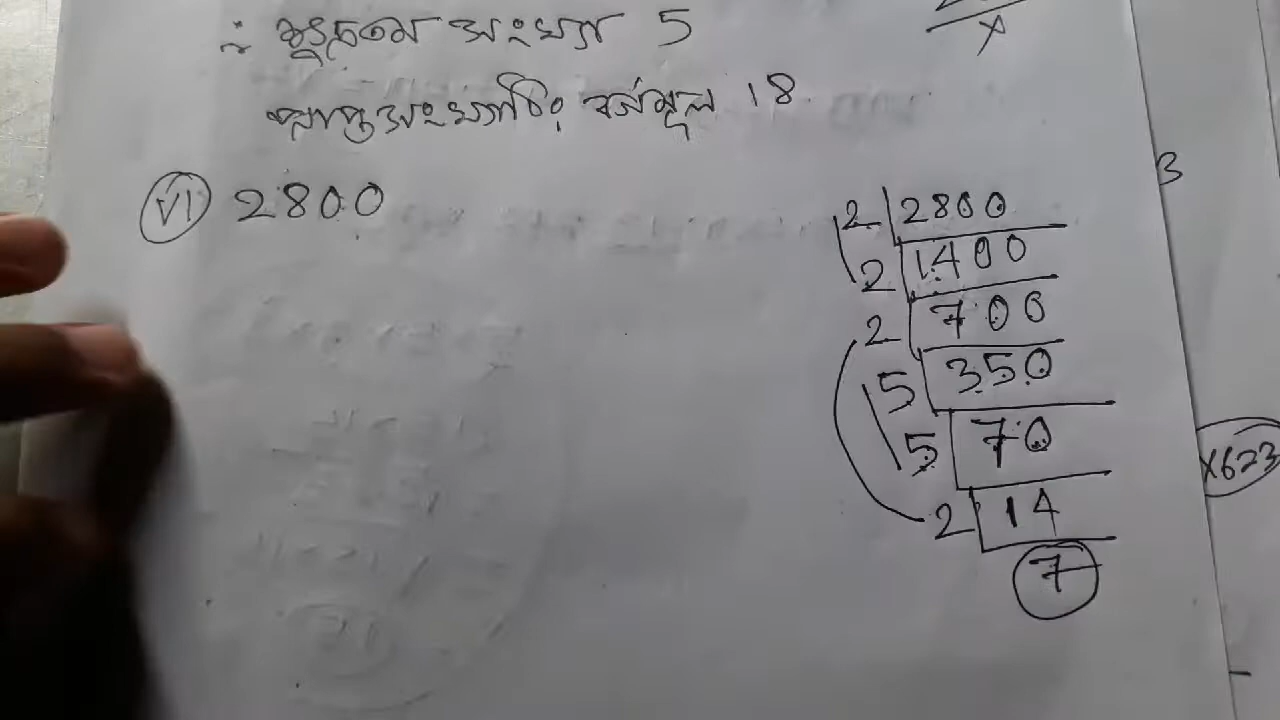 ∴ ক্ষুদ্রতম সংখ্যা 5
প্রাপ্ত সংখ্যাটির বর্গমূল 18
(VI) 2800
2 | 2800
2 | 1400
2 | 700
5 | 350
5 | 70
2 | 14
7
3
x623